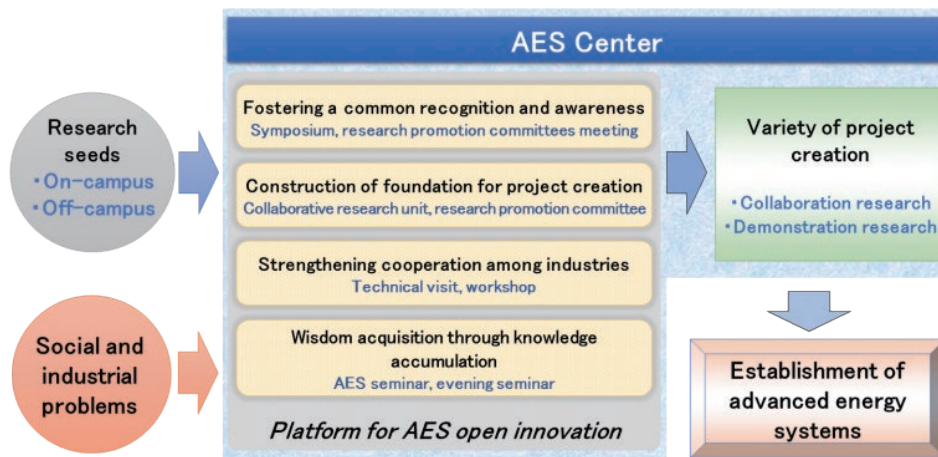 AES Center
Research
seeds
・On-campus
・Off-campus
Social and
industrial
problems
Fostering a common recognition and awareness
Symposium, research promotion committees meeting
Construction of foundation for project creation
Collaborative research unit, research promotion committee
Strengthening cooperation among industries
Technical visit, workshop
Wisdom acquisition through knowledge
accumulation
AES seminar, evening seminar
Platform for AES open innovation
Variety of project
creation
・Collaboration research
・Demonstration research
Establishment of
advanced energy
systems